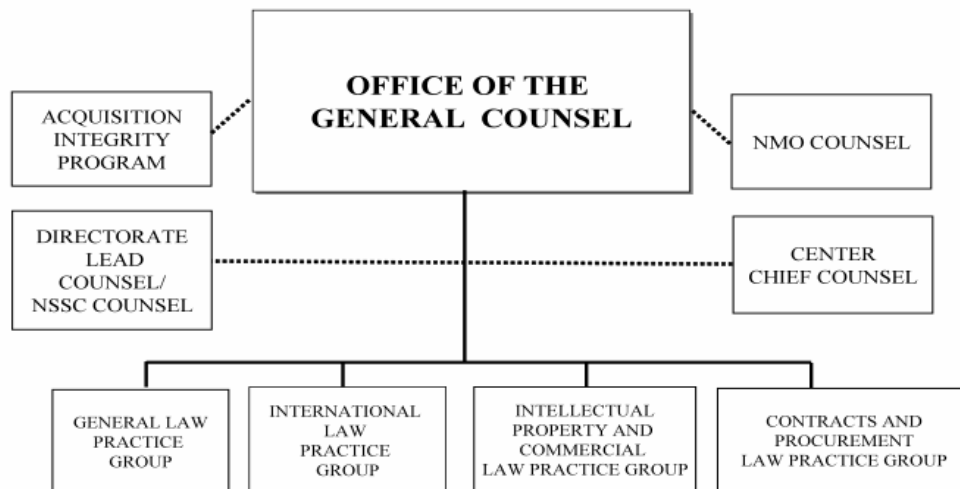 OFFICE OF THE
GENERAL COUNSEL
ACQUISITION
INTEGRITY
PROGRAM
NMO COUNSEL
DIRECTORATE
LEAD
COUNSEL/
NSSC COUNSEL
CENTER
CHIEF COUNSEL
GENERAL LAW
PRACTICE
GROUP
INTERNATIONAL
LAW
PRACTICE
GROUP
INTELLECTUAL
PROPERTY AND
COMMERCIAL
LAW PRACTICE GROUP
CONTRACTS AND
PROCUREMENT
LAW PRACTICE GROUP